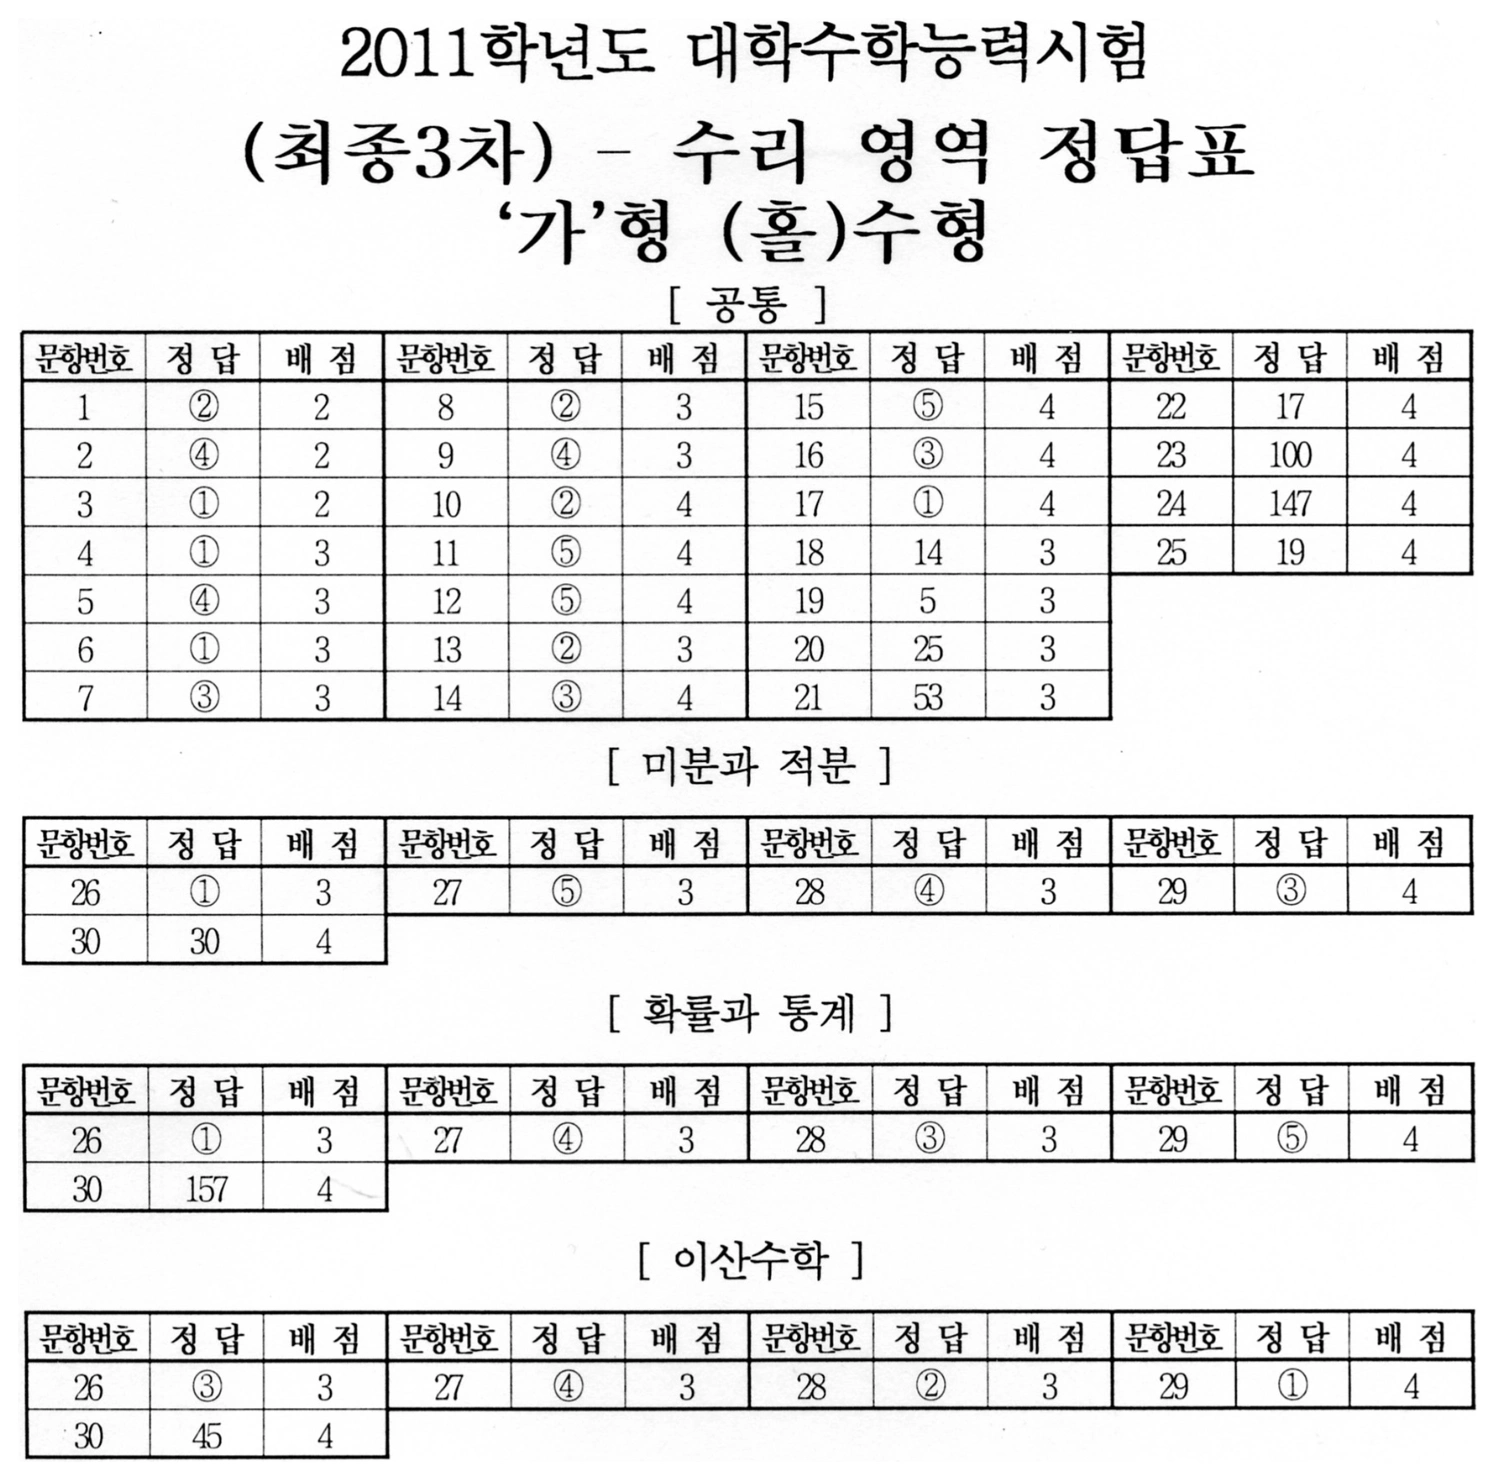 2011학년도 대학수학능력시험
(최종3차) - 수리 영역 정답표
‘가’형 (홀)수형
[ 공통 ]
문항번호 정 답 배 점 문항번호 정 답 배 점 문항번호 정 답 배 점 문항번호 정 답 배 점
1 ② 2 8 ② 3 15 ⑤ 4 22 17 4
2 ④ 2 9 ④ 3 16 ③ 4 23 100 4
3 ① 2 10 ② 4 17 ① 4 24 147 4
4 ① 3 11 ⑤ 4 18 14 3 25 19 4
5 ④ 3 12 ⑤ 4 19 5 3
6 ① 3 13 ② 3 20 25 3
7 ③ 3 14 ③ 4 21 53 3
[ 미분과 적분 ]
문항번호 정 답 배 점 문항번호 정 답 배 점 문항번호 정 답 배 점 문항번호 정 답 배 점
26 ① 3 27 ⑤ 3 28 ④ 3 29 ③ 4
30 30 4
[ 확률과 통계 ]
문항번호 정 답 배 점 문항번호 정 답 배 점 문항번호 정 답 배 점 문항번호 정 답 배 점
26 ① 3 27 ④ 3 28 ③ 3 29 ⑤ 4
30 157 4
[ 이산수학 ]
문항번호 정 답 배 점 문항번호 정 답 배 점 문항번호 정 답 배 점 문항번호 정 답 배 점
26 ③ 3 27 ④ 3 28 ② 3 29 ① 4
30 45 4